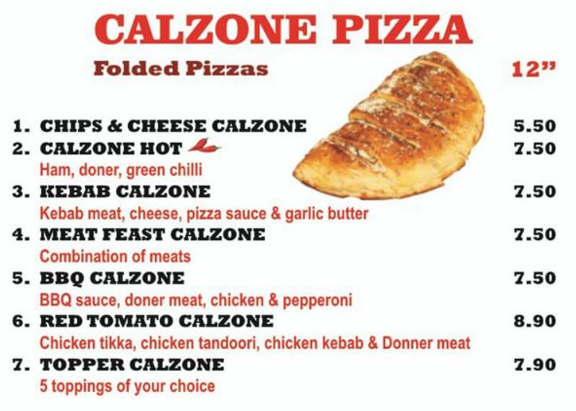 CALZONE PIZZA
Folded Pizzas 12”
1. CHIPS & CHEESE CALZONE 5.50
2. CALZONE HOT 7.50
Ham, doner, green chilli
3. KEBAB CALZONE 7.50
Kebab meat, cheese, pizza sauce & garlic butter
4. MEAT FEAST CALZONE 7.50
Combination of meats
5. BBQ CALZONE 7.50
BBQ sauce, doner meat, chicken & pepperoni
6. RED TOMATO CALZONE 8.90
Chicken tikka, chicken tandoori, chicken kebab & Donner meat
7. TOPPER CALZONE 7.90
5 toppings of your choice